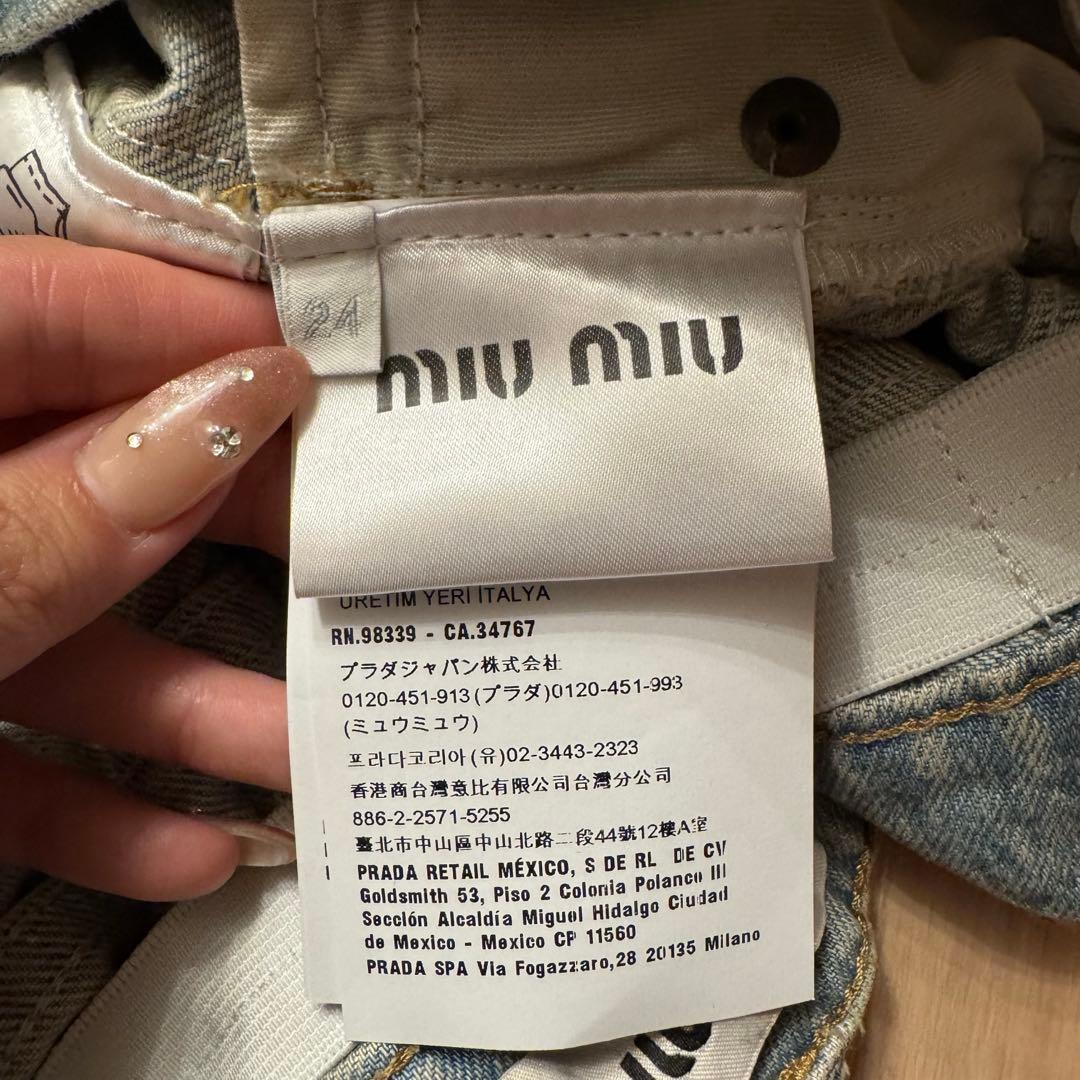 24
MIU MIU
ÜRETİM YERİ İTALYA
RN.98339 - CA.34767
プラダジャパン株式会社
0120-451-913(プラダ)0120-451-993
(ミュウミュウ)
프라다코리아(유)02-3443-2323
香港商台灣意比有限公司台灣分公司
886-2-2571-5255
臺北市中山區中山北路二段44號12樓A室
PRADA RETAIL MÉXICO, S DE RL DE CV
Goldsmith 53, Piso 2 Colonia Polanco III
Sección Alcaldía Miguel Hidalgo Ciudad
de Mexico - Mexico CP 11560
PRADA SPA Via Fogazzaro,28 20135 Milano